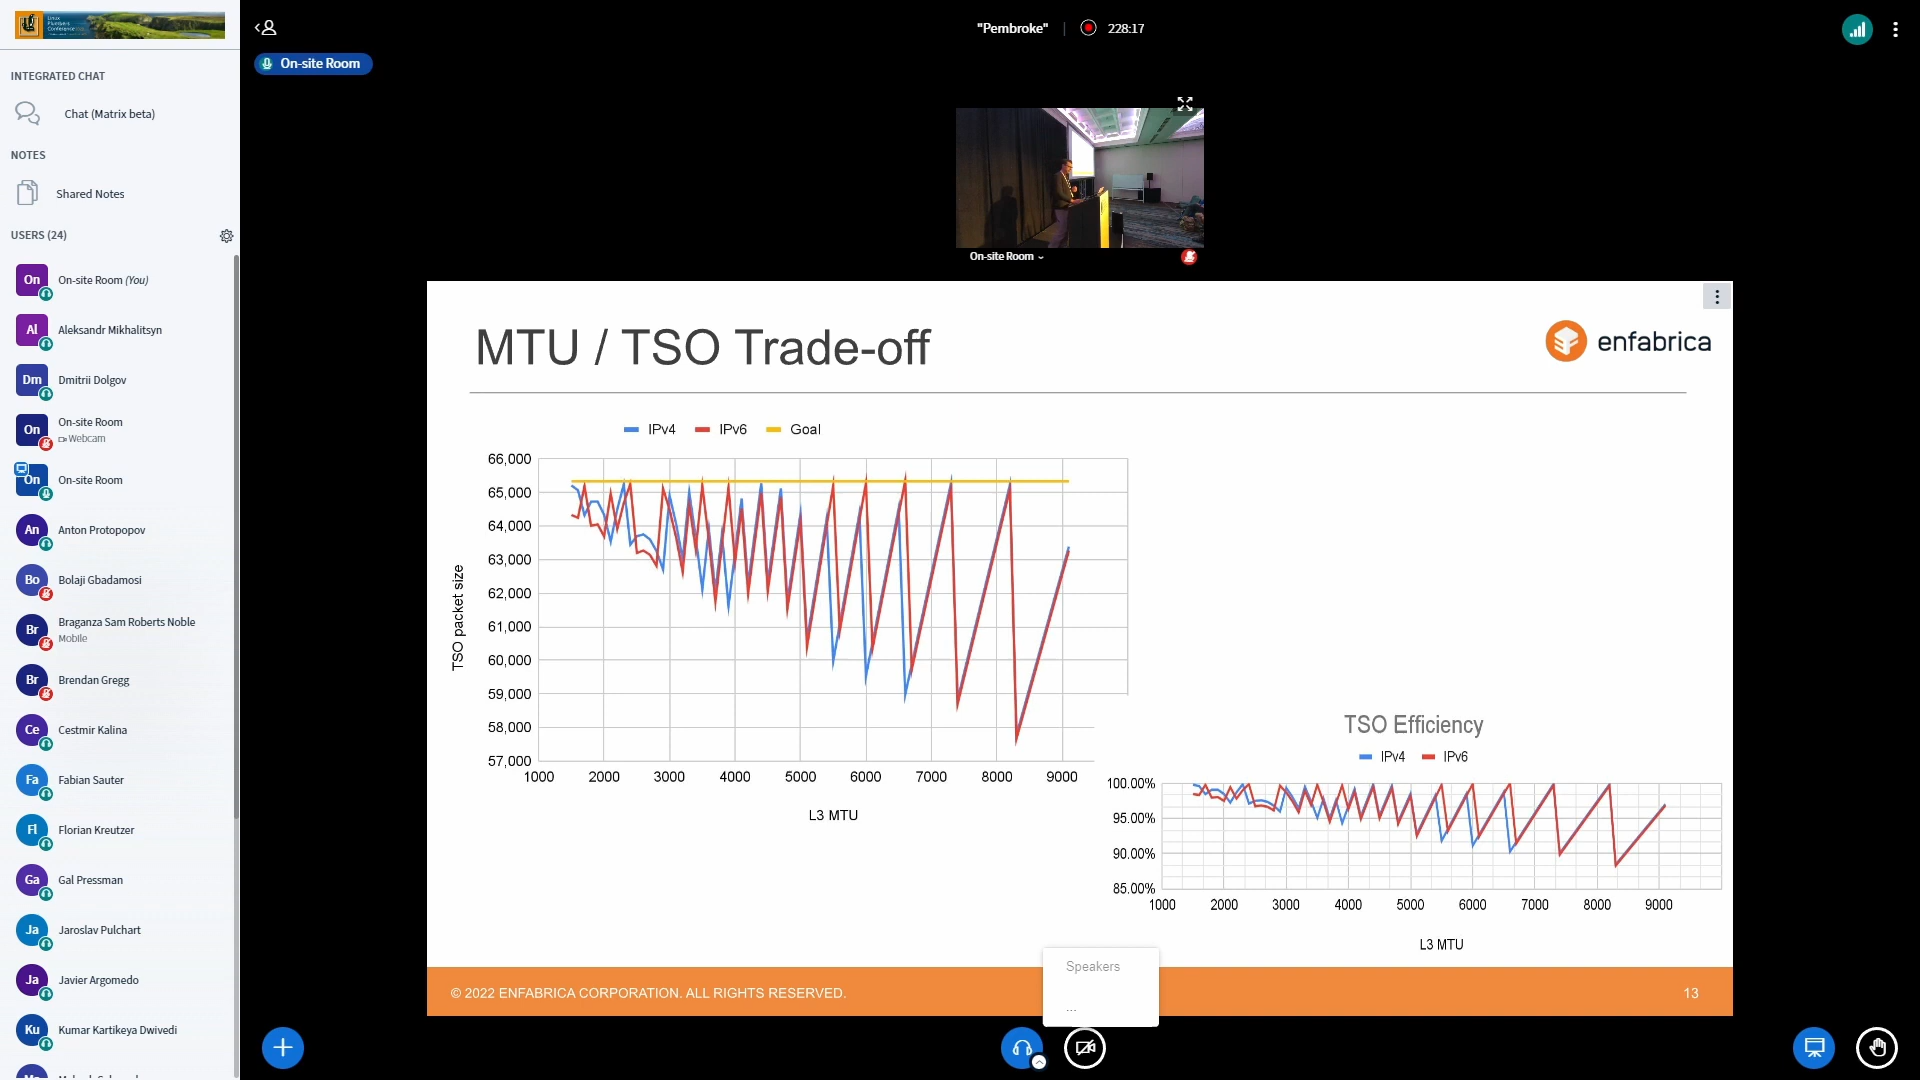 Linux
Plumbers
Conference
INTEGRATED CHAT
Chat (Matrix beta)
NOTES
Shared Notes
USERS (24)
On On-site Room (You)
Al Aleksandr Mikhalitsyn
Dm Dmitrii Dolgov
On On-site Room
Webcam
On On-site Room
An Anton Protopopov
Bo Bolaji Gbadamosi
Br Braganza Sam Roberts Noble
Mobile
Br Brendan Gregg
Ce Cestmir Kalina
Fa Fabian Sauter
Fl Florian Kreutzer
Ga Gal Pressman
Ja Jaroslav Pulchart
Ja Javier Argomedo
Ku Kumar Kartikeya Dwivedi
"Pembroke" 228:17
On-site Room
On-site Room
MTU / TSO Trade-off
enfabrica
IPv4 IPv6 Goal
66,000
65,000
64,000
63,000
62,000
61,000
60,000
59,000
58,000
57,000
TSO packet size
1000 2000 3000 4000 5000 6000 7000 8000 9000
L3 MTU
TSO Efficiency
IPv4 IPv6
100.00%
95.00%
90.00%
85.00%
1000 2000 3000 4000 5000 6000 7000 8000 9000
L3 MTU
© 2022 ENFABRICA CORPORATION. ALL RIGHTS RESERVED.
13
Speakers
...